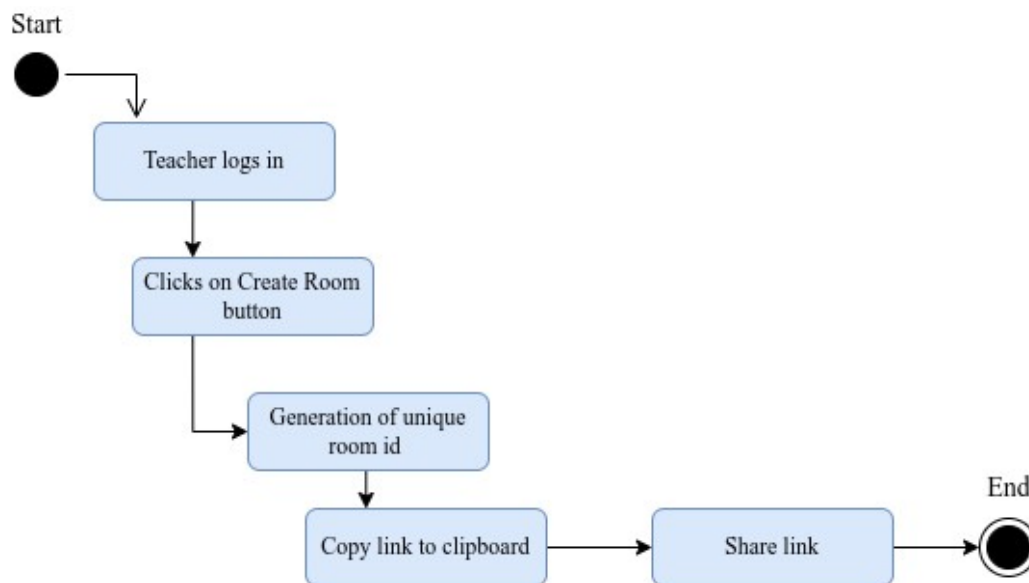 Start
Teacher logs in
Clicks on Create Room
button
Generation of unique
room id
Copy link to clipboard
Share link
End